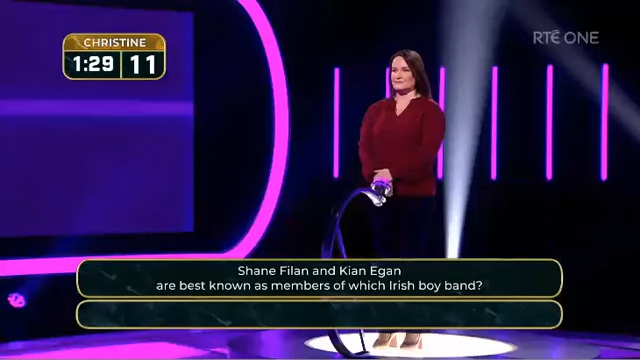 CHRISTINE
1:29 11
RTÉ ONE
Shane Filan and Kian Egan
are best known as members of which Irish boy band?